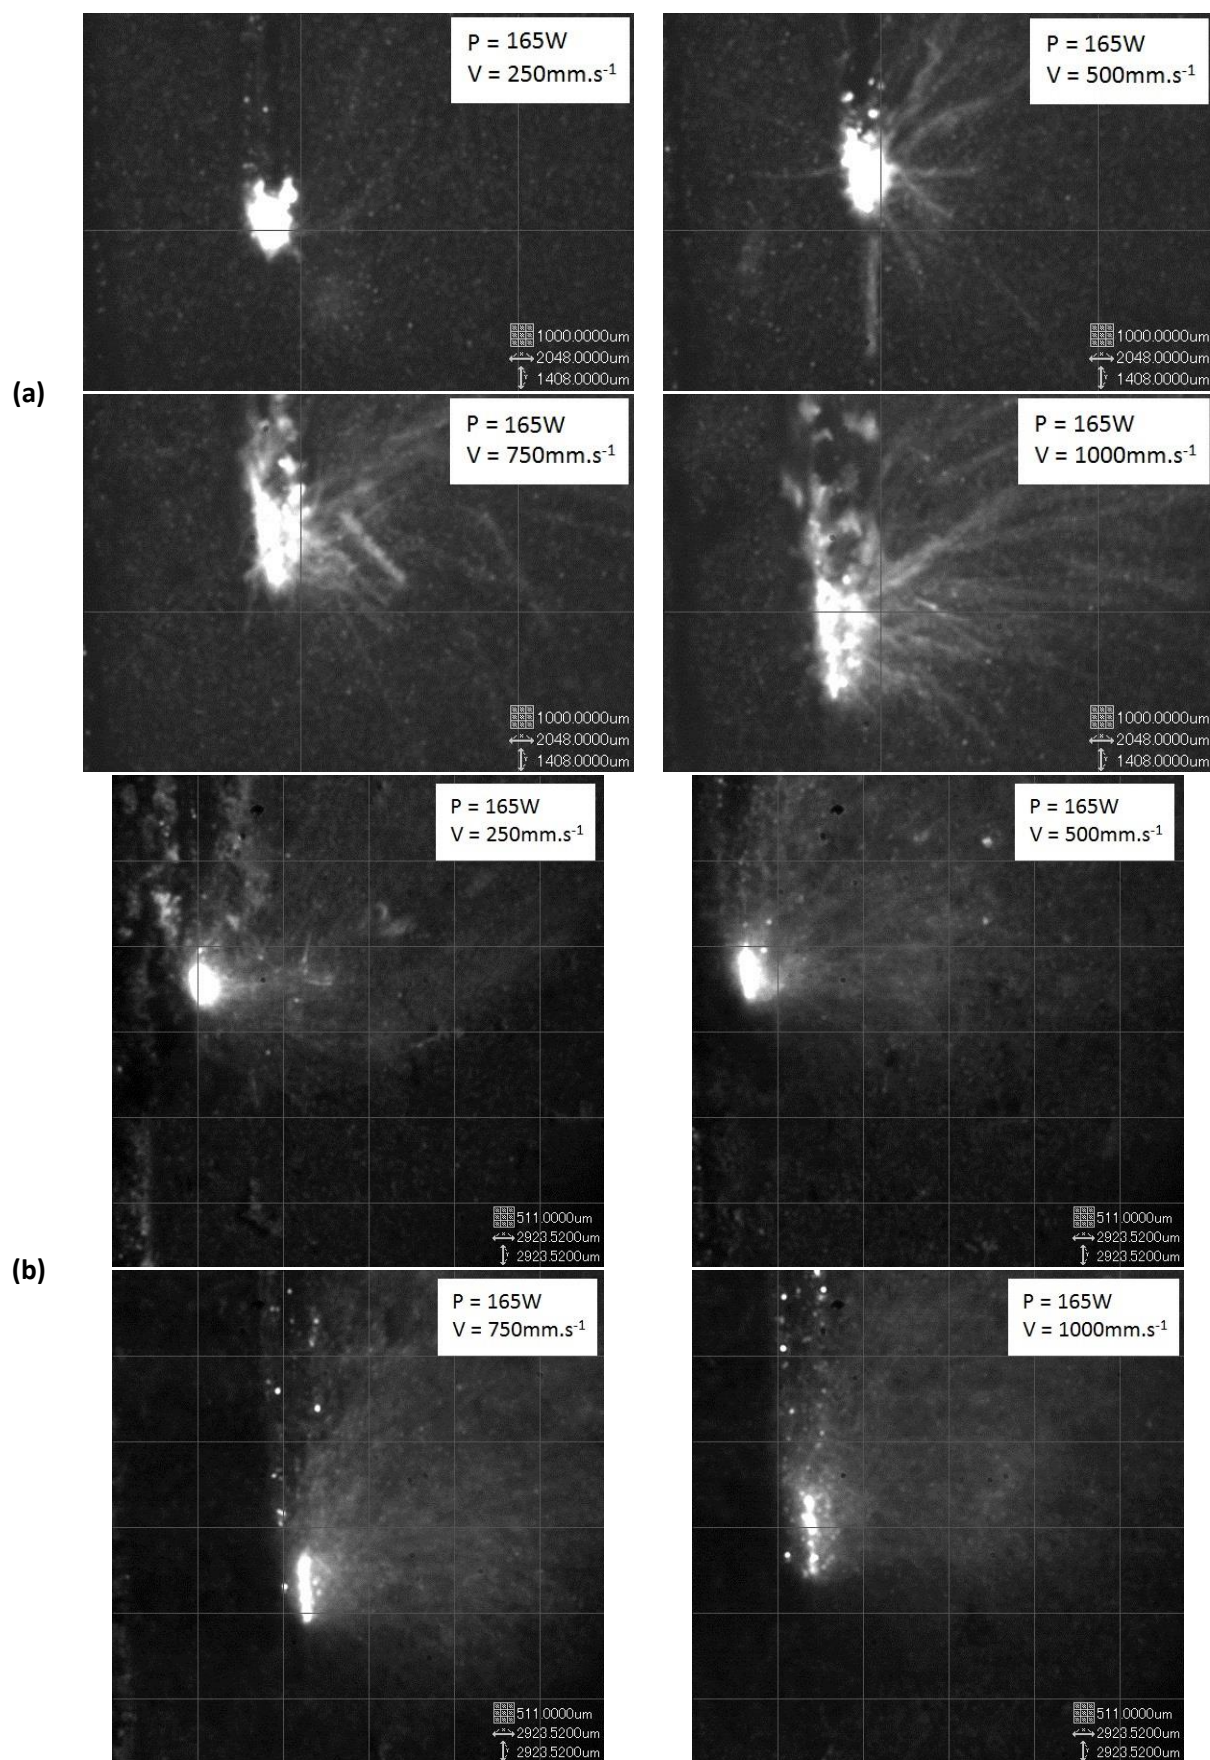 P = 165W
V = 250mm.s⁻¹
1000.0000um
2048.0000um
1408.0000um
P = 165W
V = 500mm.s⁻¹
1000.0000um
2048.0000um
1408.0000um
(a)
P = 165W
V = 750mm.s⁻¹
1000.0000um
2048.0000um
1408.0000um
P = 165W
V = 1000mm.s⁻¹
1000.0000um
2048.0000um
1408.0000um
P = 165W
V = 250mm.s⁻¹
511.0000um
2923.5200um
2923.5200um
P = 165W
V = 500mm.s⁻¹
511.0000um
2923.5200um
2923.5200um
(b)
P = 165W
V = 750mm.s⁻¹
511.0000um
2923.5200um
2923.5200um
P = 165W
V = 1000mm.s⁻¹
511.0000um
2923.5200um
2923.5200um